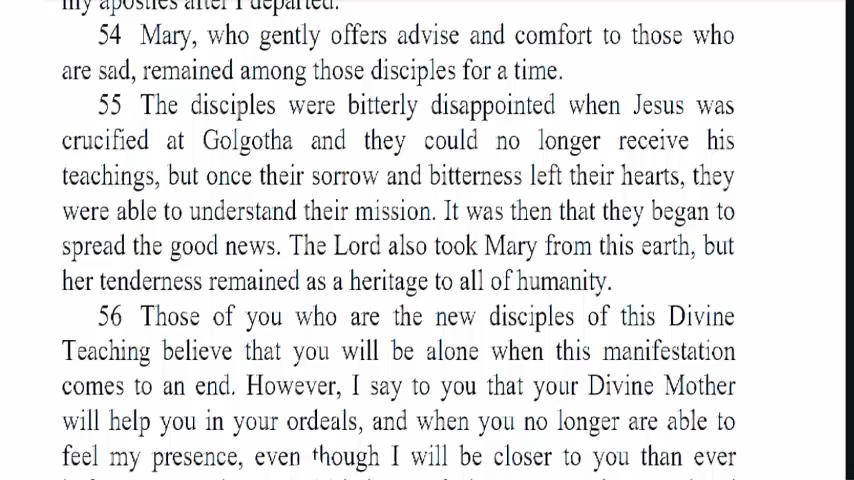 my apostles after I departed.
54 Mary, who gently offers advise and comfort to those who
are sad, remained among those disciples for a time.
55 The disciples were bitterly disappointed when Jesus was
crucified at Golgotha and they could no longer receive his
teachings, but once their sorrow and bitterness left their hearts, they
were able to understand their mission. It was then that they began to
spread the good news. The Lord also took Mary from this earth, but
her tenderness remained as a heritage to all of humanity.
56 Those of you who are the new disciples of this Divine
Teaching believe that you will be alone when this manifestation
comes to an end. However, I say to you that your Divine Mother
will help you in your ordeals, and when you no longer are able to
feel my presence, even though I will be closer to you than ever